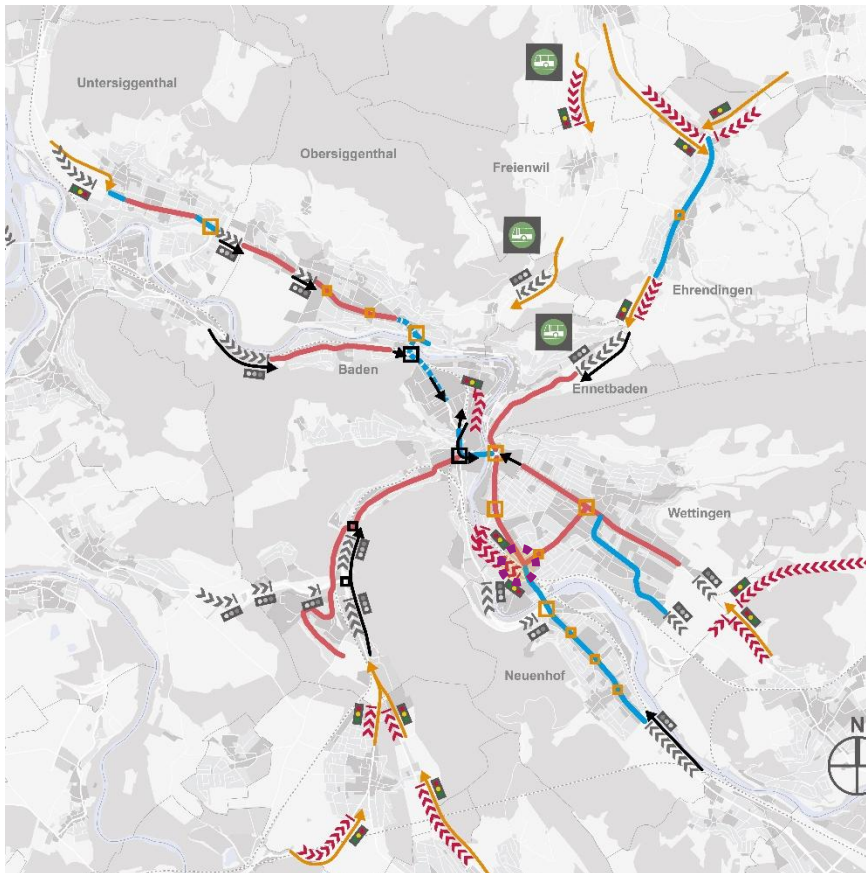 Untersiggenthal
Obersiggenthal
Freienwil
Ehrendingen
Baden
Ennetbaden
Wettingen
Neuenhof
N